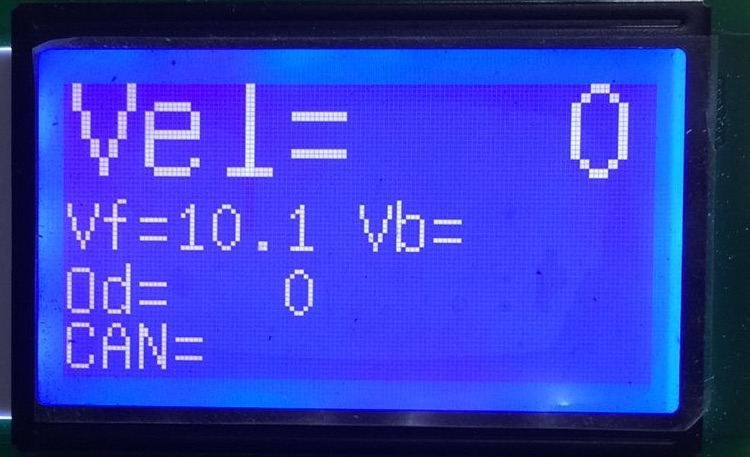 Vel= 0
Vf=10.1 Vb=
Od= 0
CAN=